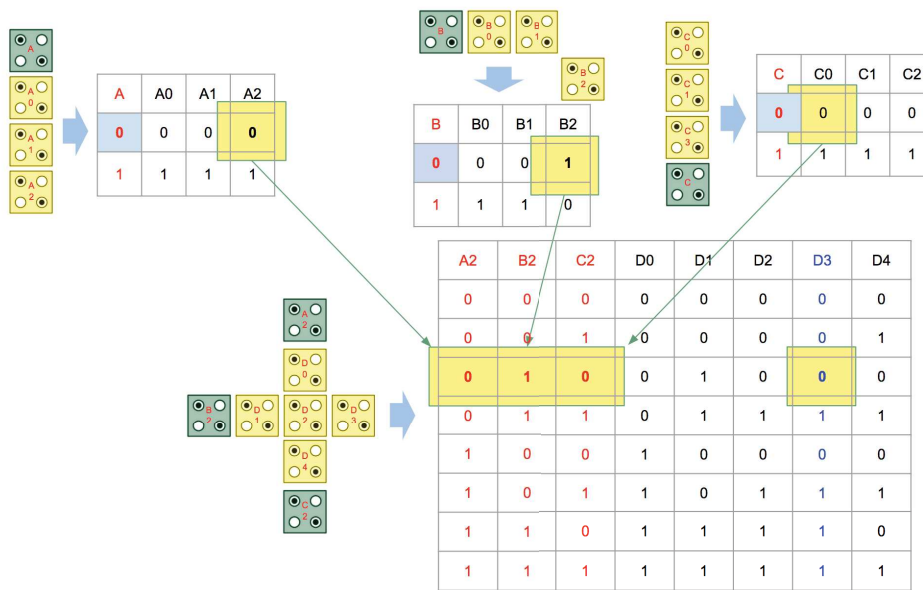 A
A 0
A 1
A 2
A A0 A1 A2
0 0 0 0
1 1 1 1
B
B 0
B 1
B 2
B B0 B1 B2
0 0 0 1
1 1 1 0
C 0
C 1
C 3
C
C C0 C1 C2
0 0 0 0
1 1 1 1
A 2
D 0
B 2
D 1
D 2
D 3
D 4
C 2
A2 B2 C2 D0 D1 D2 D3 D4
0 0 0 0 0 0 0 0
0 0 1 0 0 0 0 1
0 1 0 0 1 0 0 0
0 1 1 0 1 1 1 1
1 0 0 1 0 0 0 0
1 0 1 1 0 1 1 1
1 1 0 1 1 1 1 0
1 1 1 1 1 1 1 1